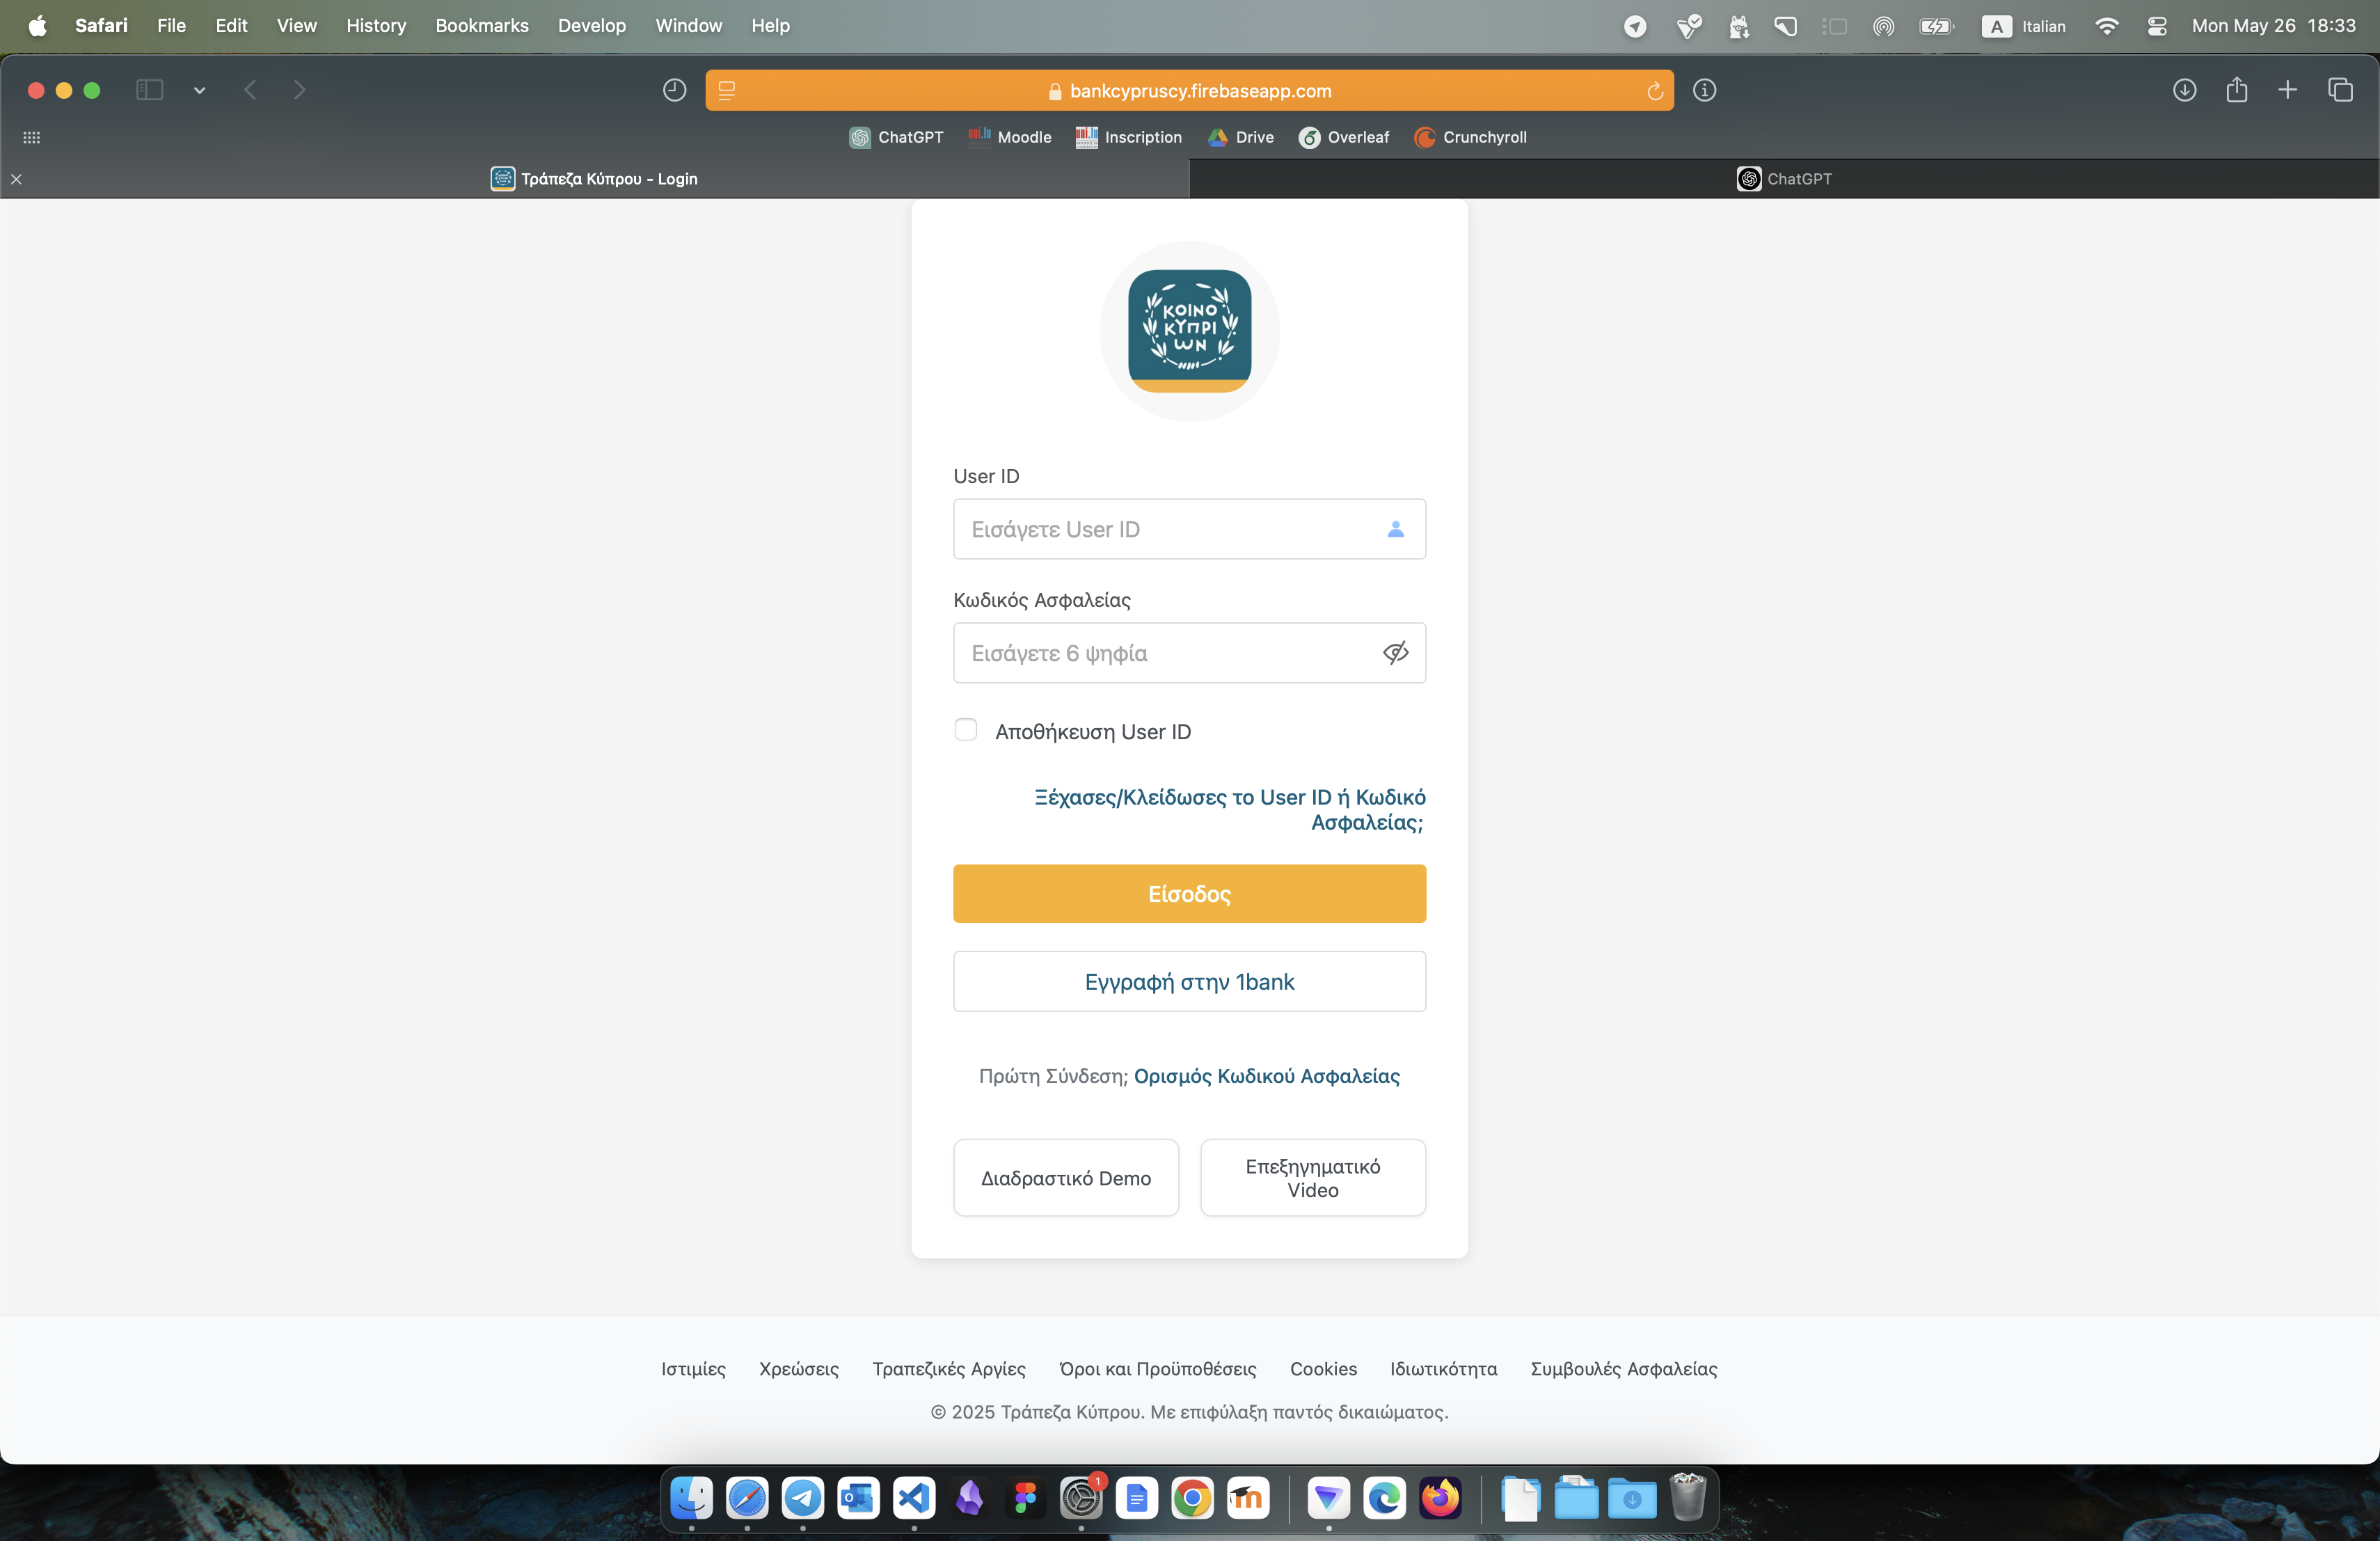 Safari File Edit View History Bookmarks Develop Window Help A Italian Mon May 26 18:33
bankcypruscy.firebaseapp.com
ChatGPT Moodle Inscription Drive Overleaf Crunchyroll
Τράπεζα Κύπρου - Login ChatGPT
ΚΟΙΝΟ
ΚΥΠΡΙ
ΩΝ
User ID
Εισάγετε User ID
Κωδικός Ασφαλείας
Εισάγετε 6 ψηφία
Αποθήκευση User ID
Ξέχασες/Κλείδωσες το User ID ή Κωδικό
Ασφαλείας;
Είσοδος
Εγγραφή στην 1bank
Πρώτη Σύνδεση; Ορισμός Κωδικού Ασφαλείας
Διαδραστικό Demo
Επεξηγηματικό
Video
Ιστιμίες Χρεώσεις Τραπεζικές Αργίες Όροι και Προϋποθέσεις Cookies Ιδιωτικότητα Συμβουλές Ασφαλείας
© 2025 Τράπεζα Κύπρου. Με επιφύλαξη παντός δικαιώματος.
1